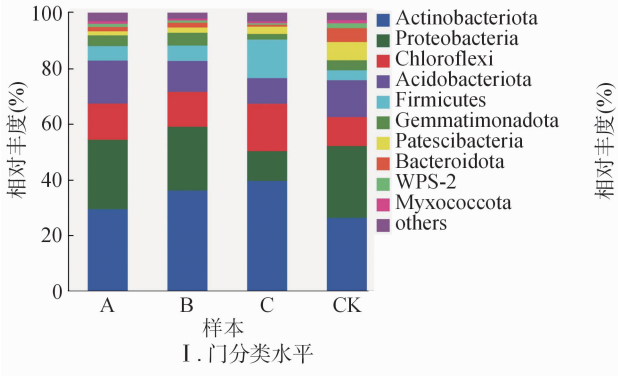 相对丰度(%)
100
80
60
40
20
0
A B C CK
样本
Ⅰ.门分类水平
Actinobacteriota
Proteobacteria
Chloroflexi
Acidobacteriota
Firmicutes
Gemmatimonadota
Patescibacteria
Bacteroidota
WPS-2
Myxococcota
others
相对丰度(%)